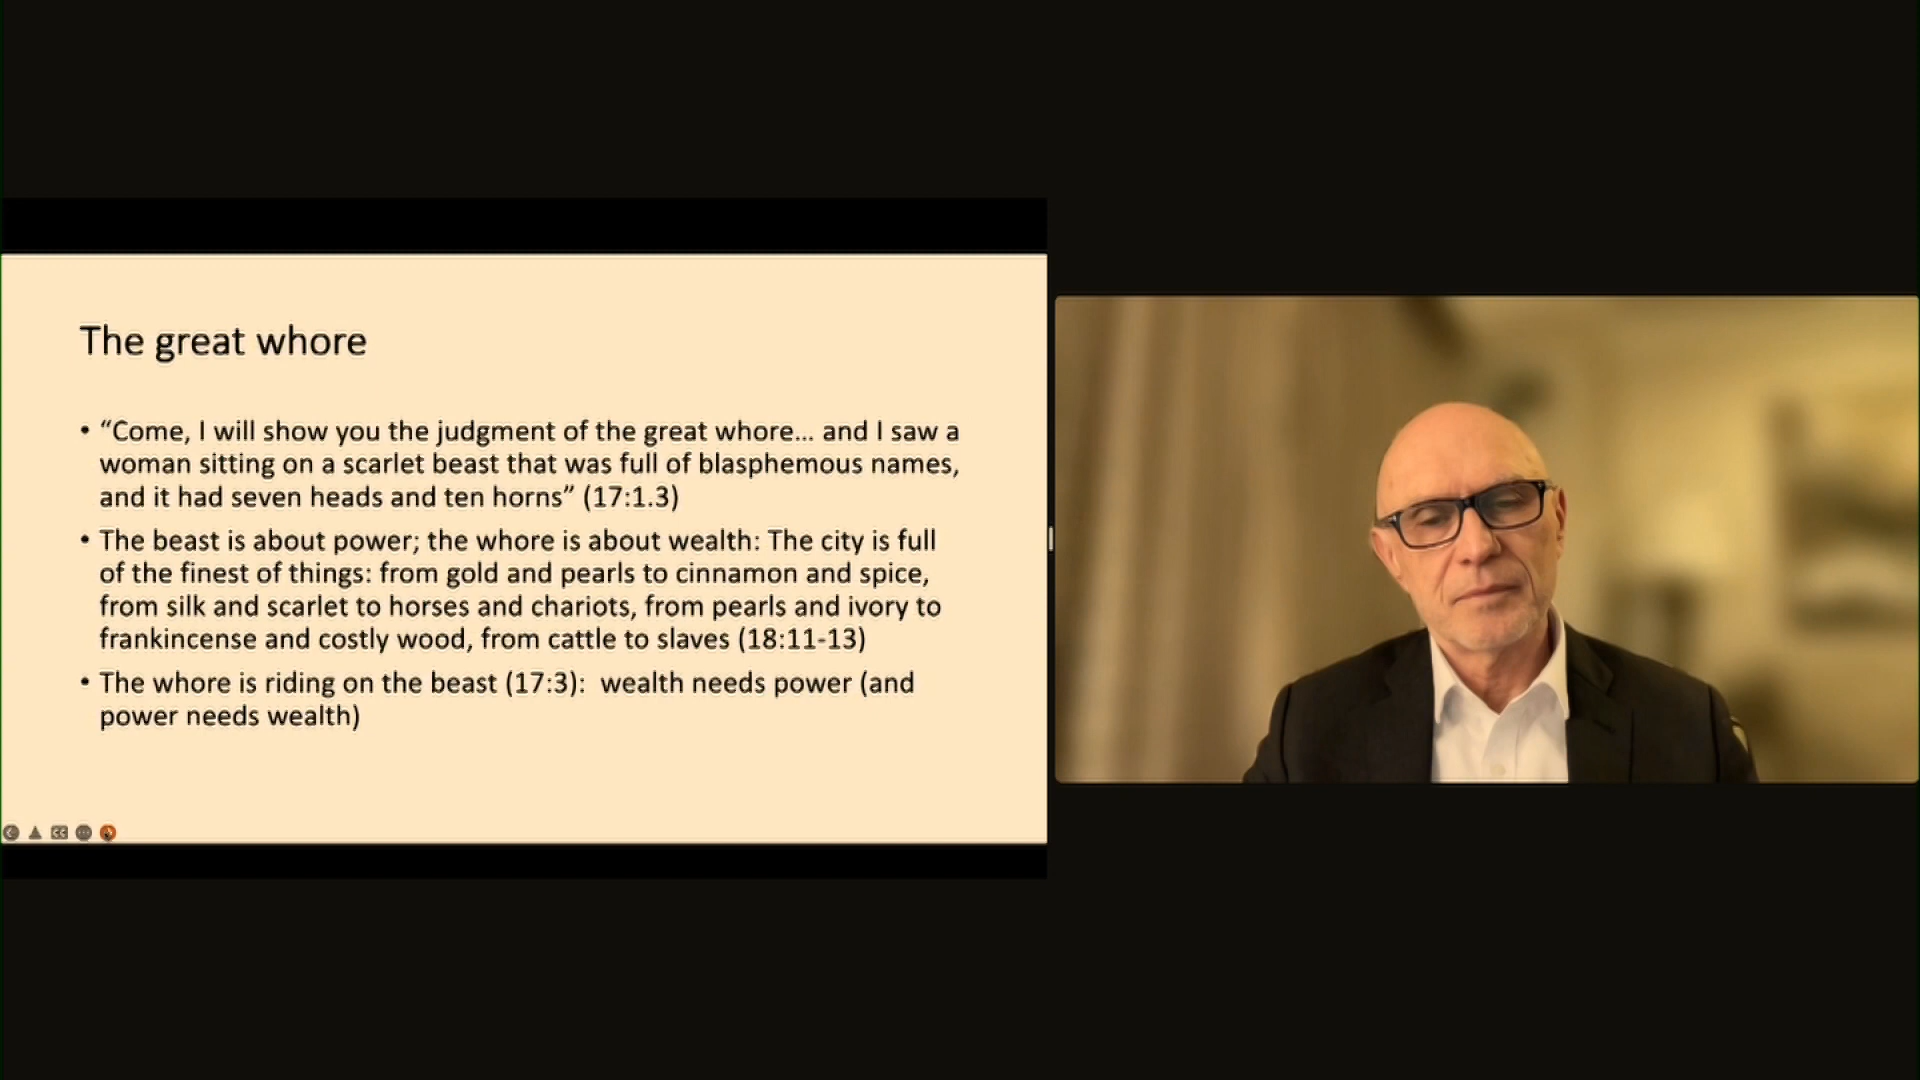 The great whore
• “Come, I will show you the judgment of the great whore... and I saw a
woman sitting on a scarlet beast that was full of blasphemous names,
and it had seven heads and ten horns” (17:1.3)
• The beast is about power; the whore is about wealth: The city is full
of the finest of things: from gold and pearls to cinnamon and spice,
from silk and scarlet to horses and chariots, from pearls and ivory to
frankincense and costly wood, from cattle to slaves (18:11-13)
• The whore is riding on the beast (17:3):  wealth needs power (and
power needs wealth)